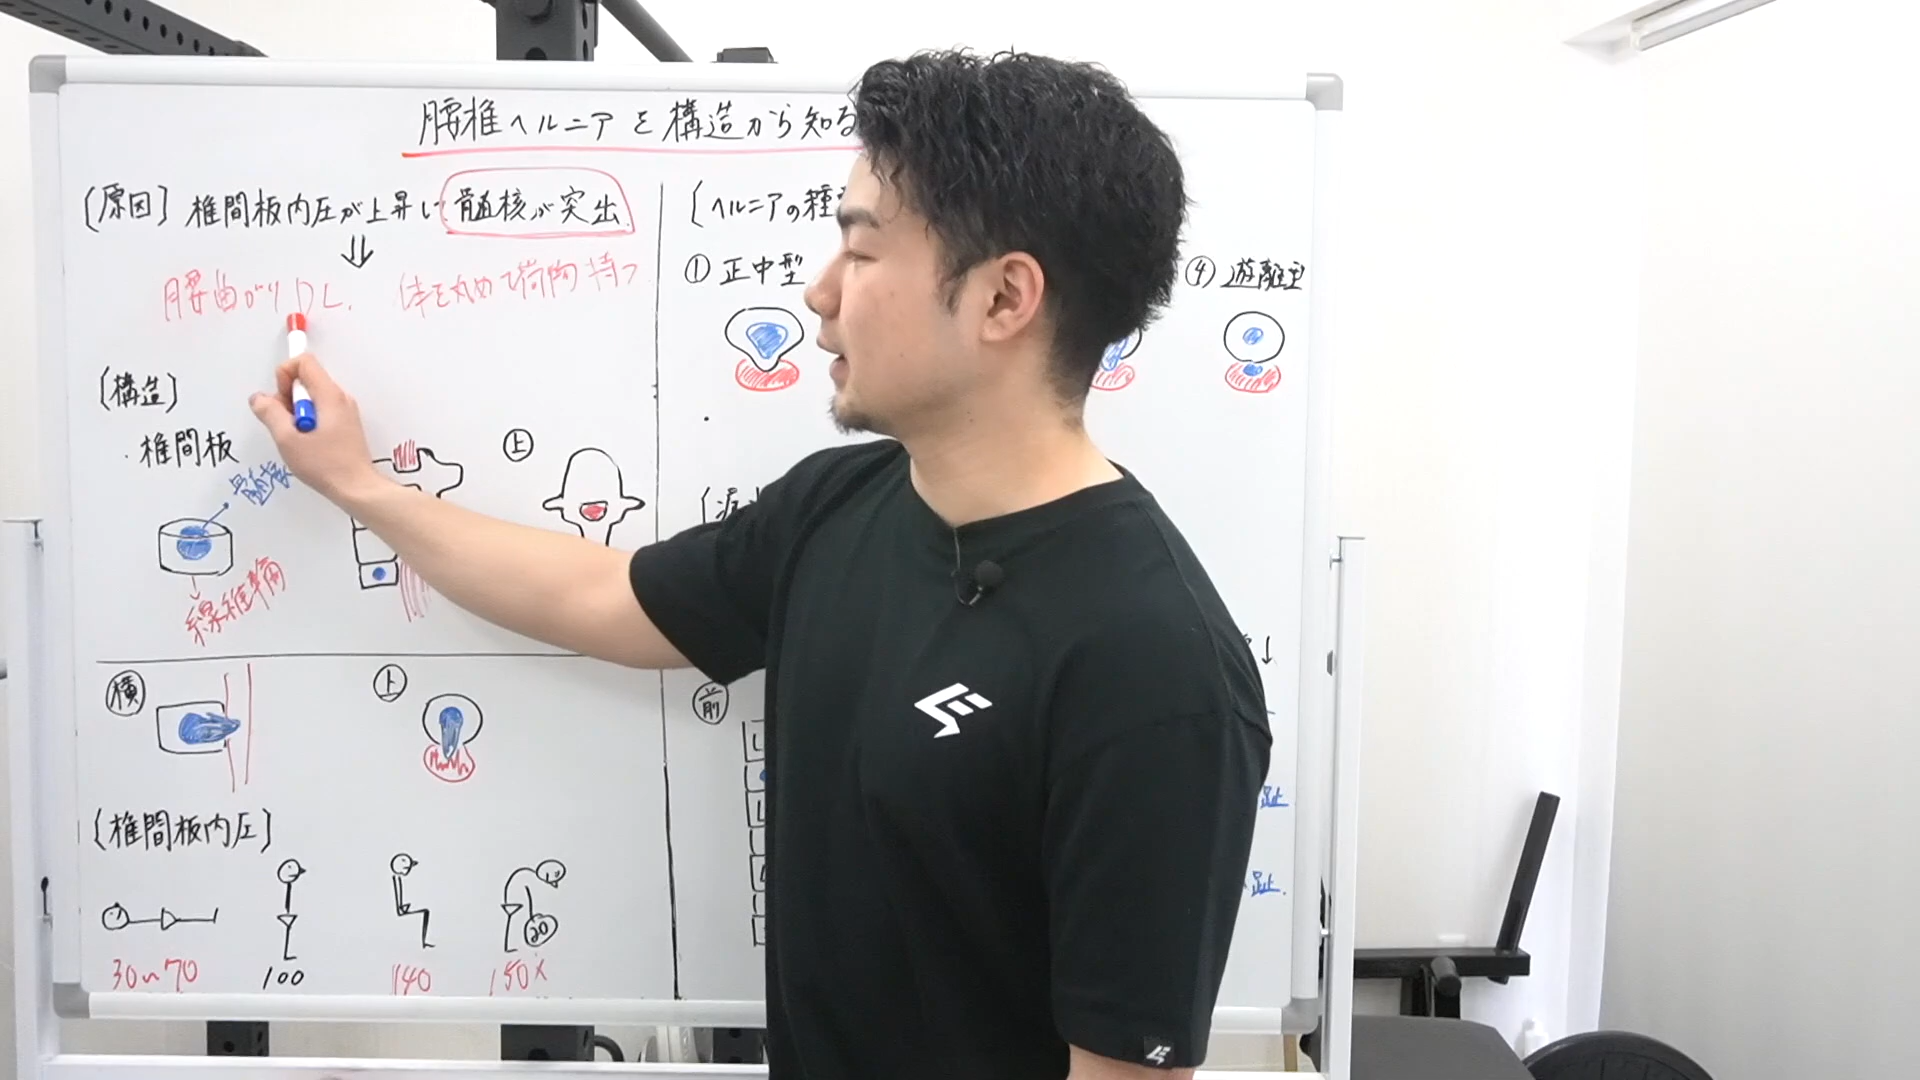 腰椎ヘルニアを構造から知る
〔原因〕椎間板内圧が上昇し髄核が突出
⇓
腰曲がりDL. 体を丸めて荷物持つ
〔構造〕
・椎間板
髄核
線維輪
上
横
上
〔椎間板内圧〕
20
30〜70
100
140
150
〔ヘルニアの種
① 正中型
④ 遊離型
前
L
L
趾
趾.